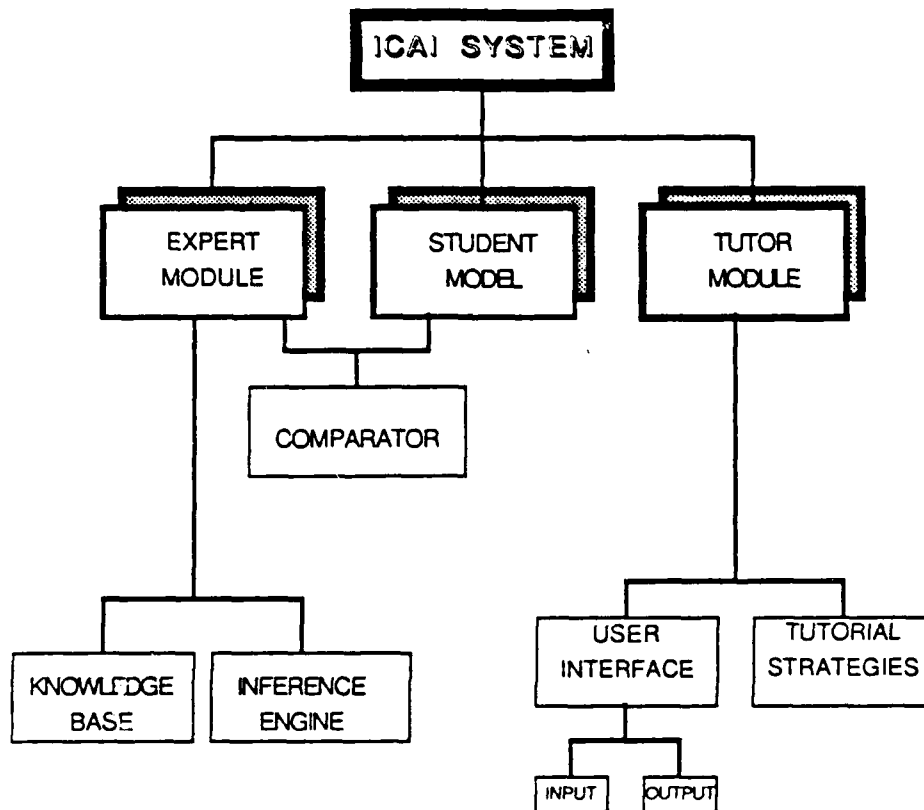 ICAI SYSTEM
EXPERT
MODULE
STUDENT
MODEL
TUTOR
MODULE
COMPARATOR
USER
INTERFACE
TUTORIAL
STRATEGIES
KNOWLEDGE
BASE
INFERENCE
ENGINE
INPUT
OUTPUT